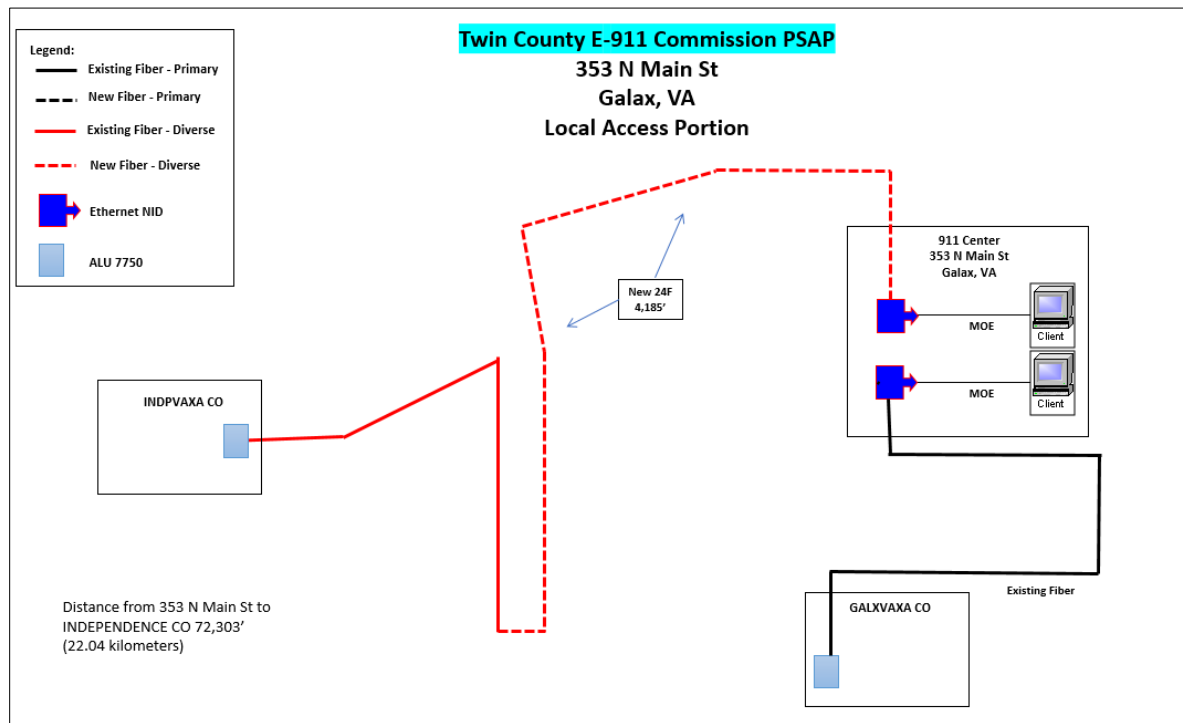 Twin County E-911 Commission PSAP
353 N Main St
Galax, VA
Local Access Portion
Legend:
Existing Fiber - Primary
New Fiber - Primary
Existing Fiber - Diverse
New Fiber - Diverse
Ethernet NID
ALU 7750
911 Center
353 N Main St
Galax, VA
New 24F
4,185’
MOE
Client
MOE
Client
INDPVAXA CO
Existing Fiber
GALXVAXA CO
Distance from 353 N Main St to
INDEPENDENCE CO 72,303’
(22.04 kilometers)